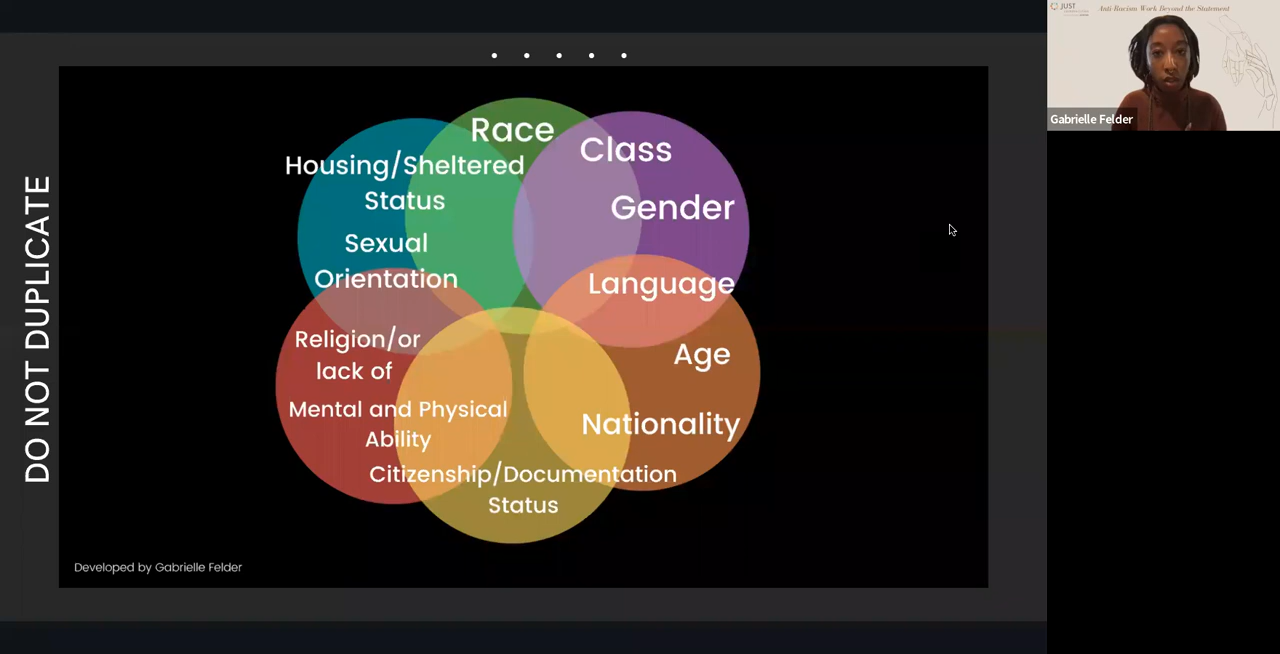 DO NOT DUPLICATE
Race
Class
Housing/Sheltered
Status
Gender
Sexual
Orientation
Language
Religion/or
lack of
Age
Mental and Physical
Ability
Nationality
Citizenship/Documentation
Status
Developed by Gabrielle Felder
JUST
Anti-Racism Work Beyond the Statement
Gabrielle Felder